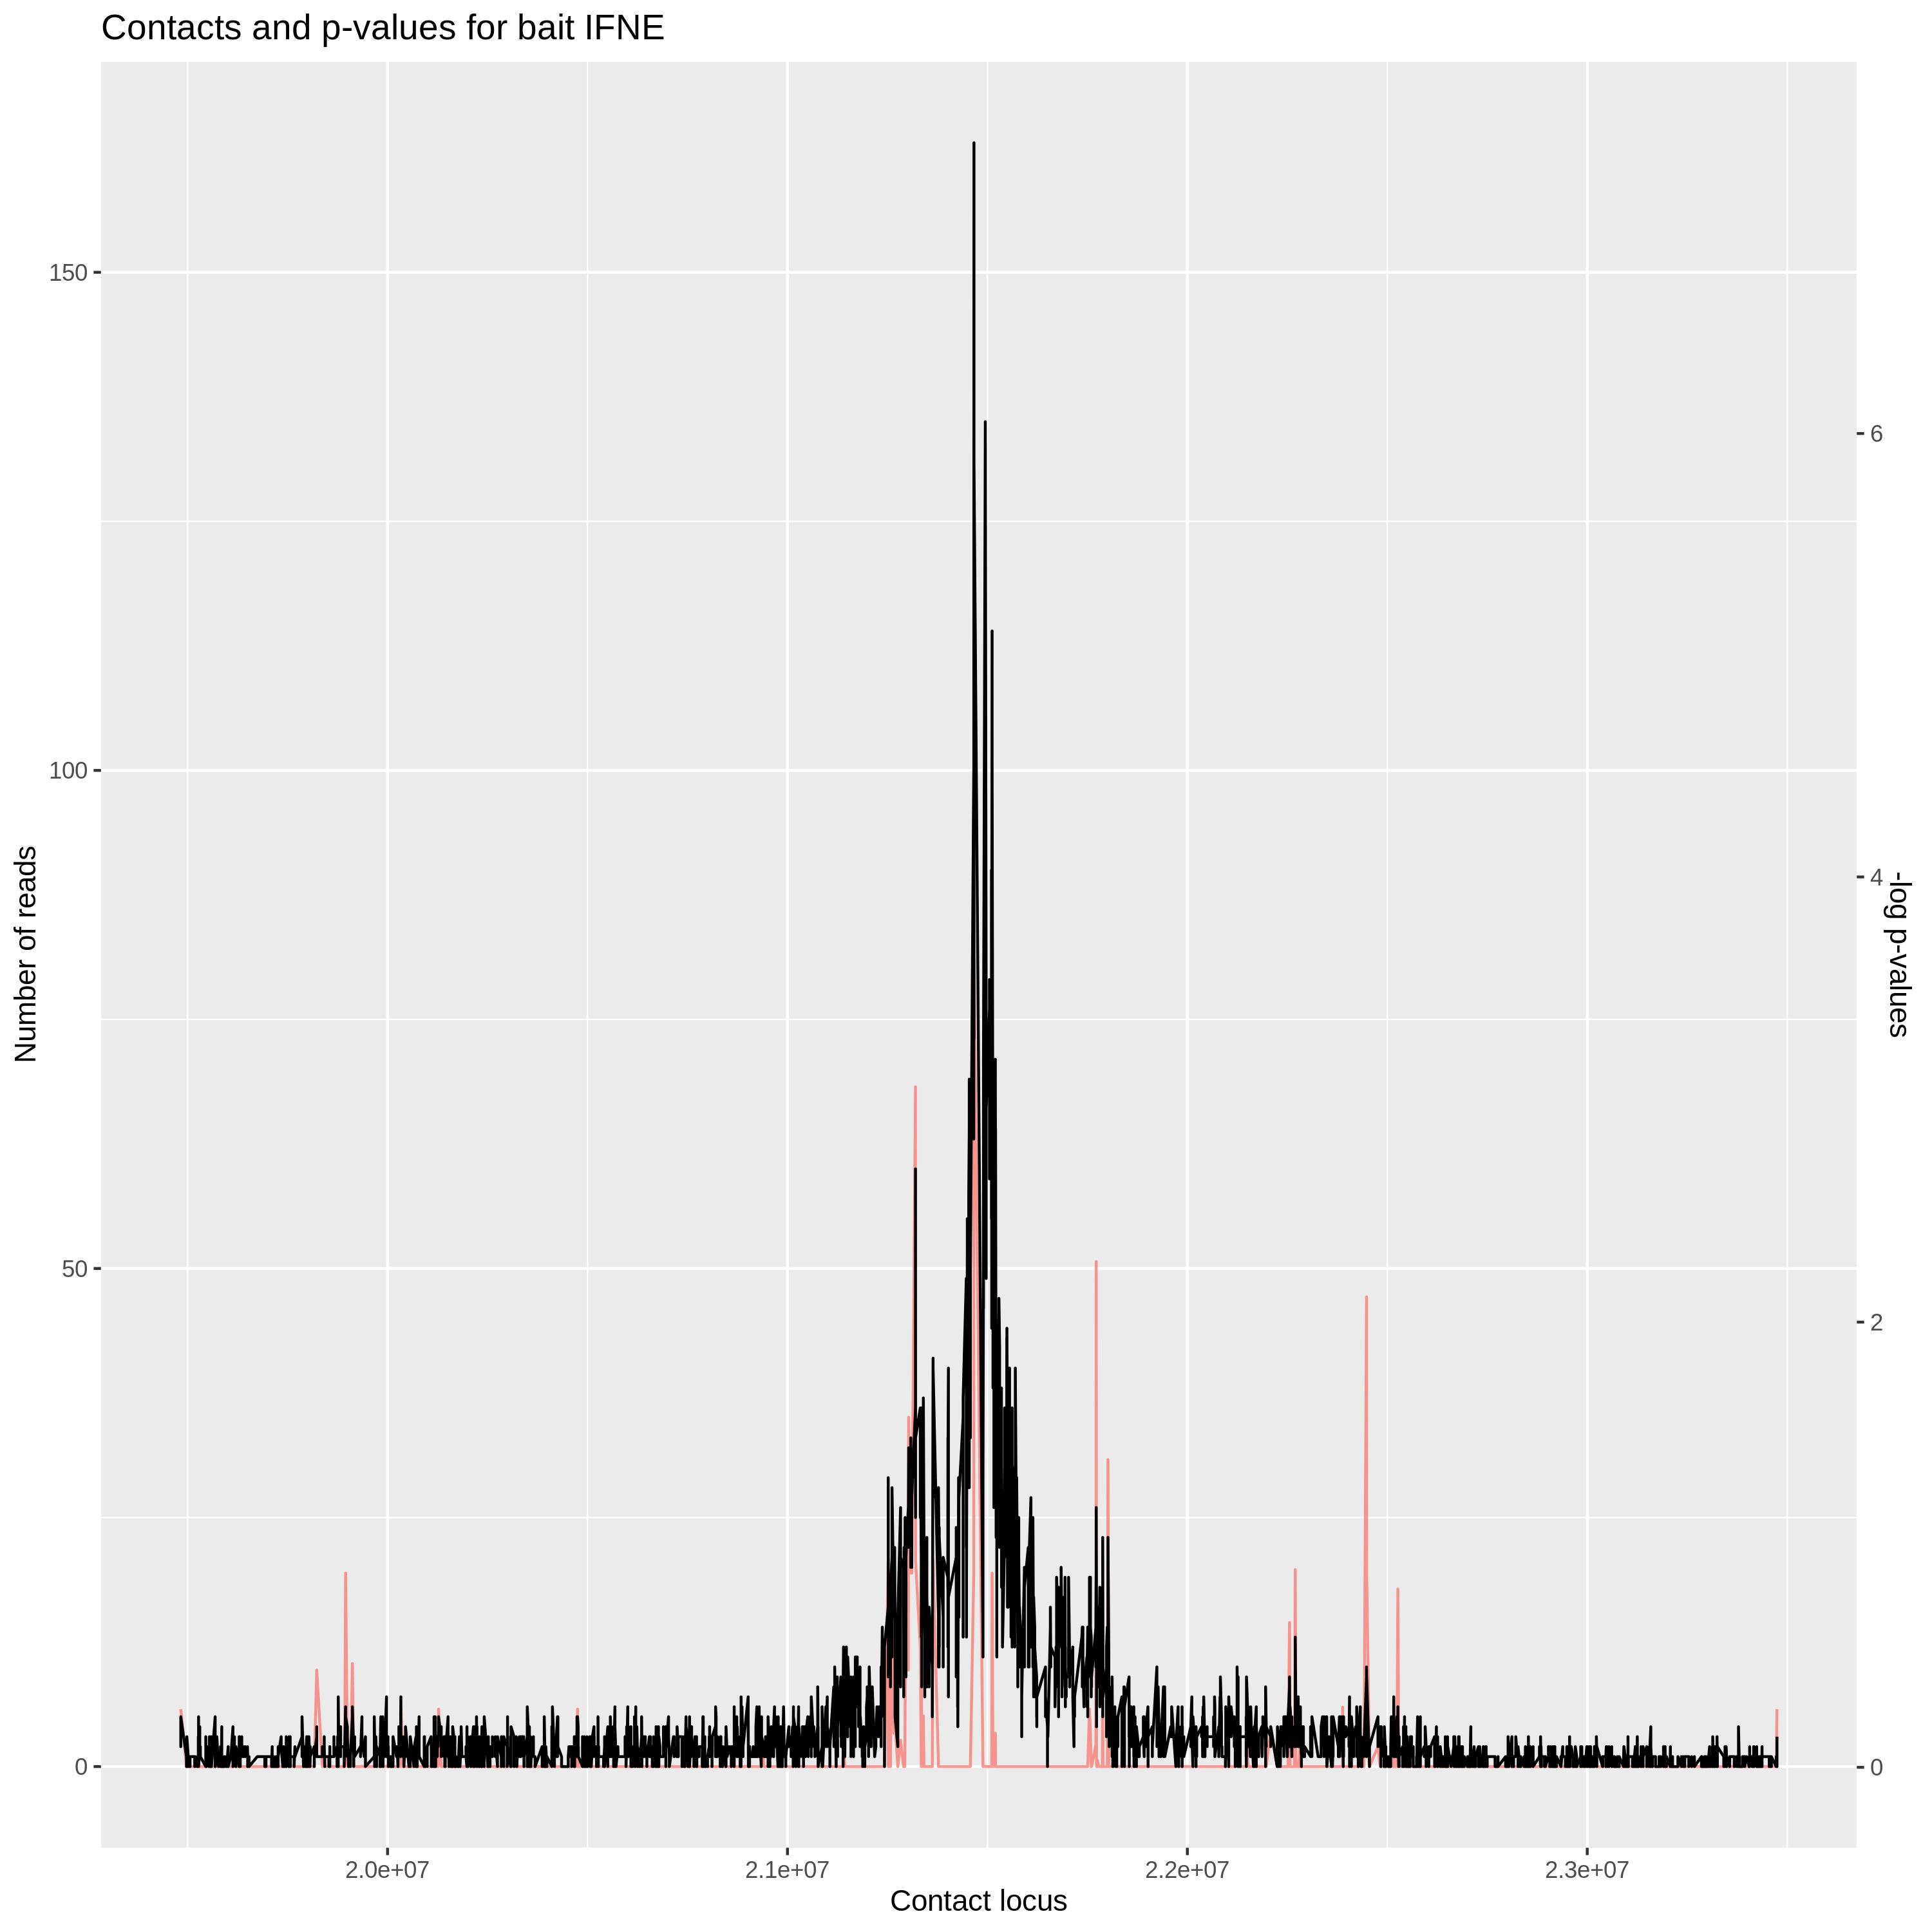 Contacts and p-values for bait IFNE
150
100
50
0
6
4
2
0
Number of reads
-log p-values
2.0e+07
2.1e+07
2.2e+07
2.3e+07
Contact locus